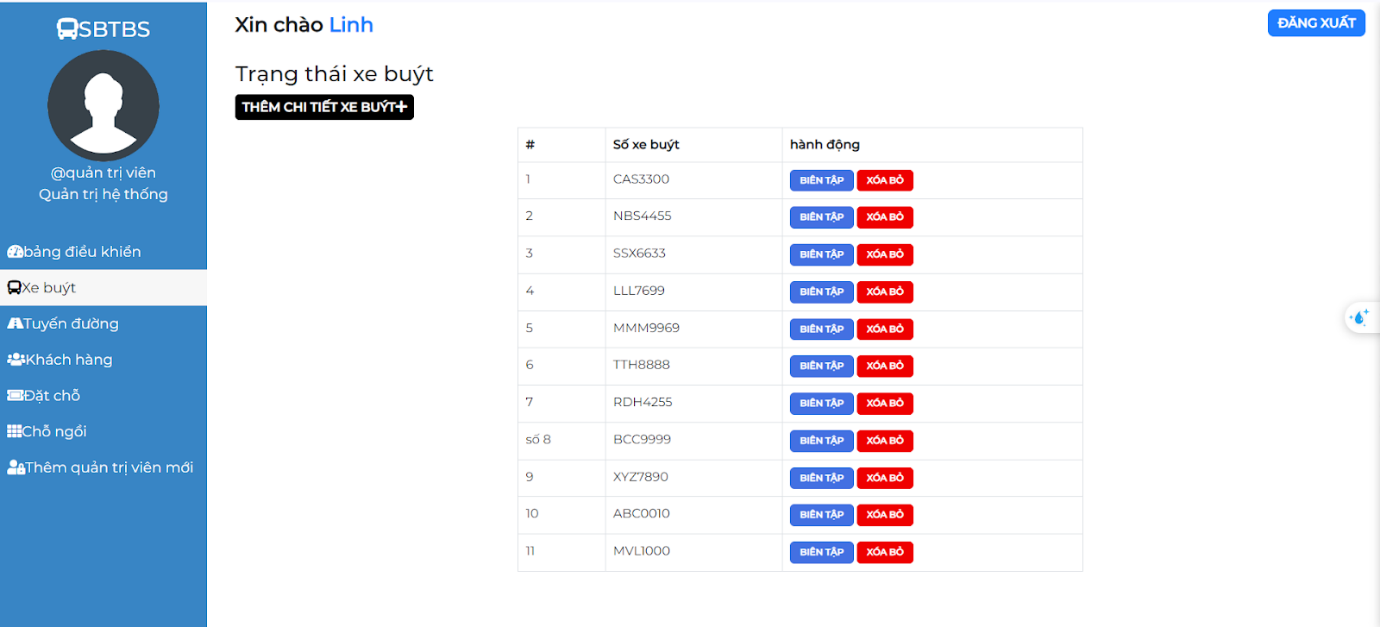 SBTBS
@quản trị viên
Quản trị hệ thống
bảng điều khiển
Xe buýt
Tuyến đường
Khách hàng
Đặt chỗ
Chỗ ngồi
Thêm quản trị viên mới
Xin chào Linh
ĐĂNG XUẤT
Trạng thái xe buýt
THÊM CHI TIẾT XE BUÝT+
# Số xe buýt hành động
1 CAS3300 BIÊN TẬP XÓA BỎ
2 NBS4455 BIÊN TẬP XÓA BỎ
3 SSX6633 BIÊN TẬP XÓA BỎ
4 LLL7699 BIÊN TẬP XÓA BỎ
5 MMM9969 BIÊN TẬP XÓA BỎ
6 TTH8888 BIÊN TẬP XÓA BỎ
7 RDH4255 BIÊN TẬP XÓA BỎ
số 8 BCC9999 BIÊN TẬP XÓA BỎ
9 XYZ7890 BIÊN TẬP XÓA BỎ
10 ABC0010 BIÊN TẬP XÓA BỎ
11 MVL1000 BIÊN TẬP XÓA BỎ